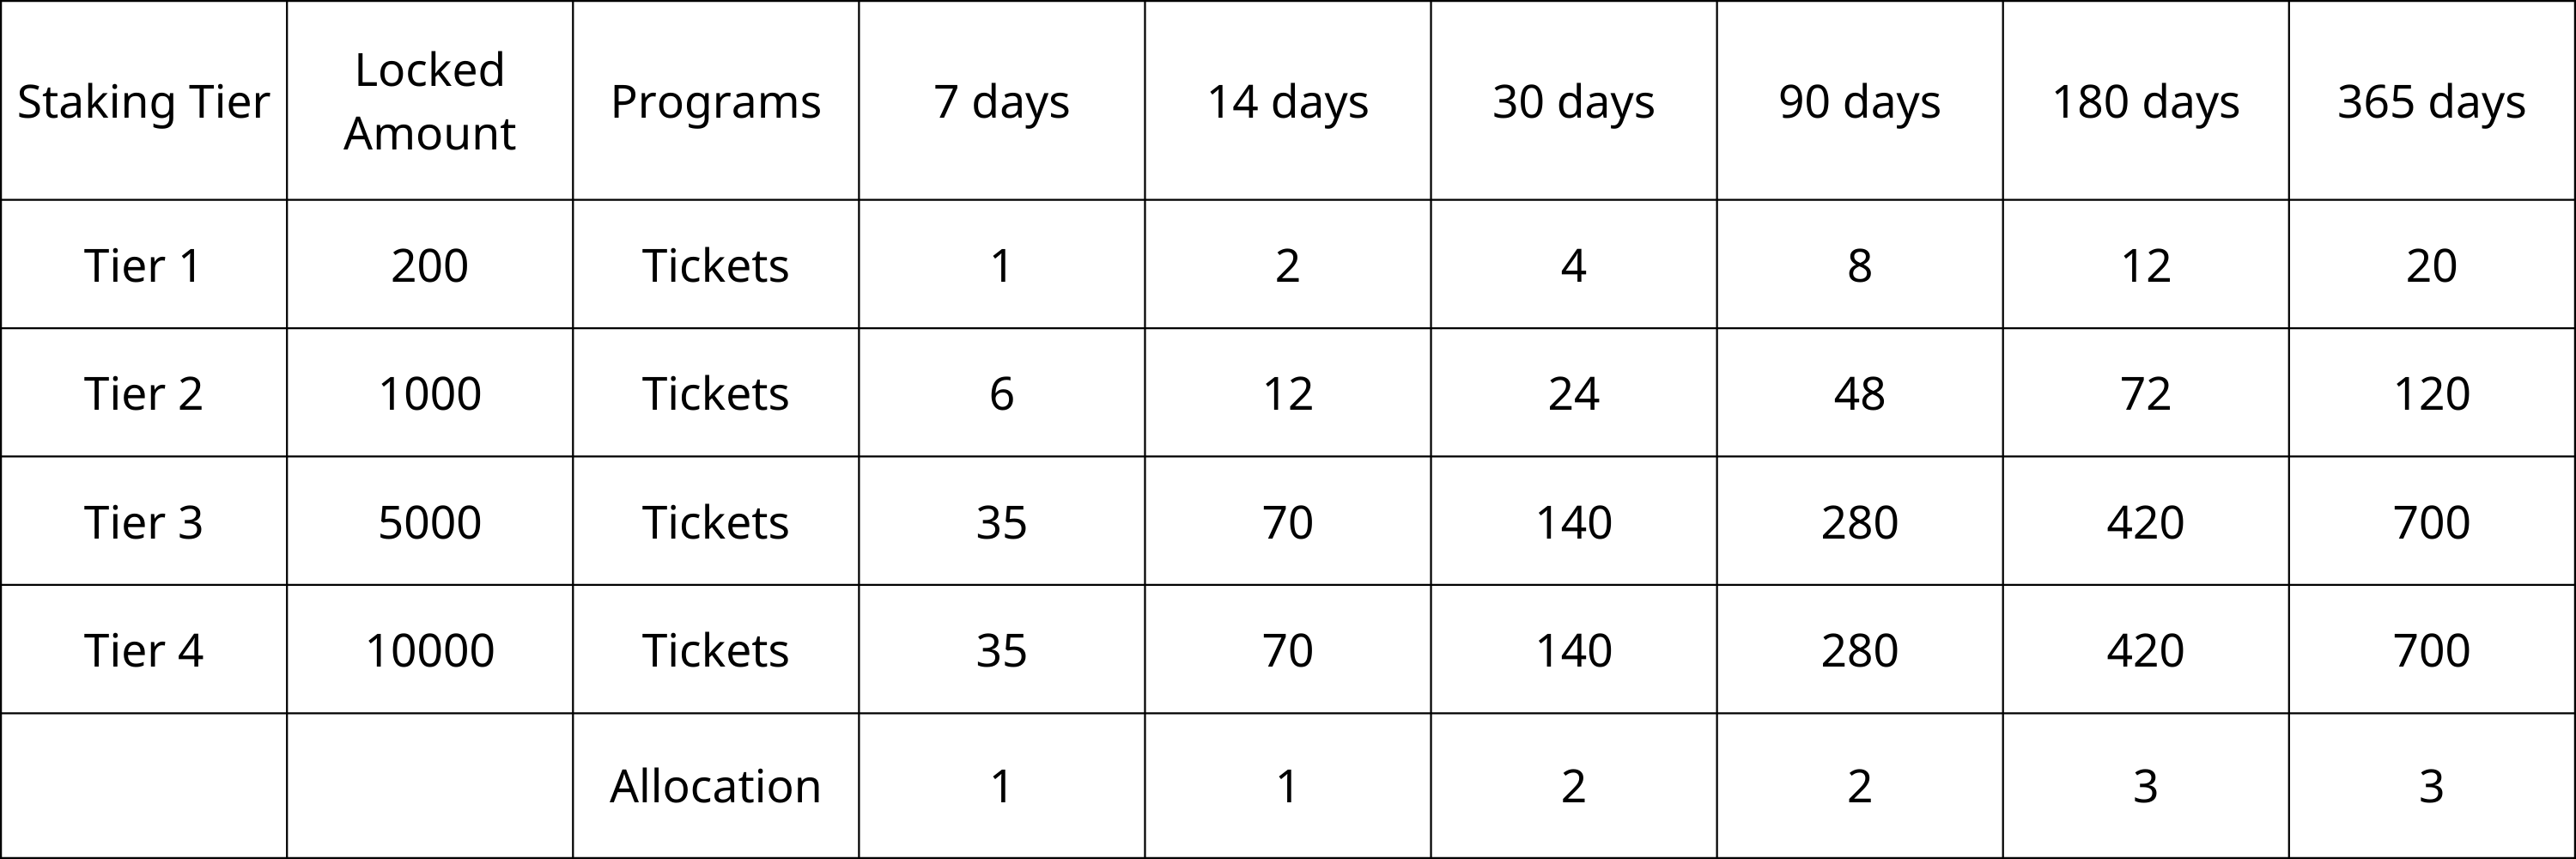 Staking Tier Locked Amount Programs 7 days 14 days 30 days 90 days 180 days 365 days
Tier 1 200 Tickets 1 2 4 8 12 20
Tier 2 1000 Tickets 6 12 24 48 72 120
Tier 3 5000 Tickets 35 70 140 280 420 700
Tier 4 10000 Tickets 35 70 140 280 420 700
Allocation 1 1 2 2 3 3